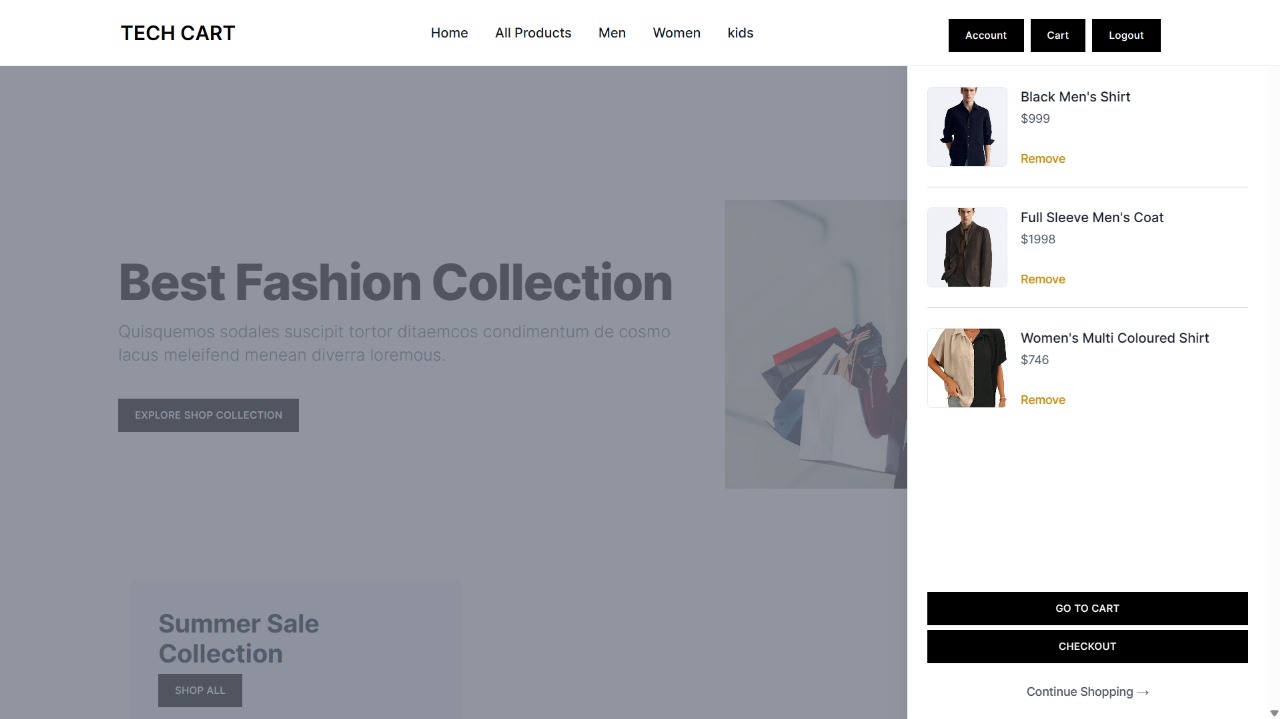 TECH CART
Home
All Products
Men
Women
kids
Account
Cart
Logout
Best Fashion Collection
Quisquemos sodales suscipit tortor ditaemcos condimentum de cosmo
lacus meleifend menean diverra loremous.
EXPLORE SHOP COLLECTION
Summer Sale
Collection
SHOP ALL
Black Men's Shirt
$999
Remove
Full Sleeve Men's Coat
$1998
Remove
Women's Multi Coloured Shirt
$746
Remove
GO TO CART
CHECKOUT
Continue Shopping →